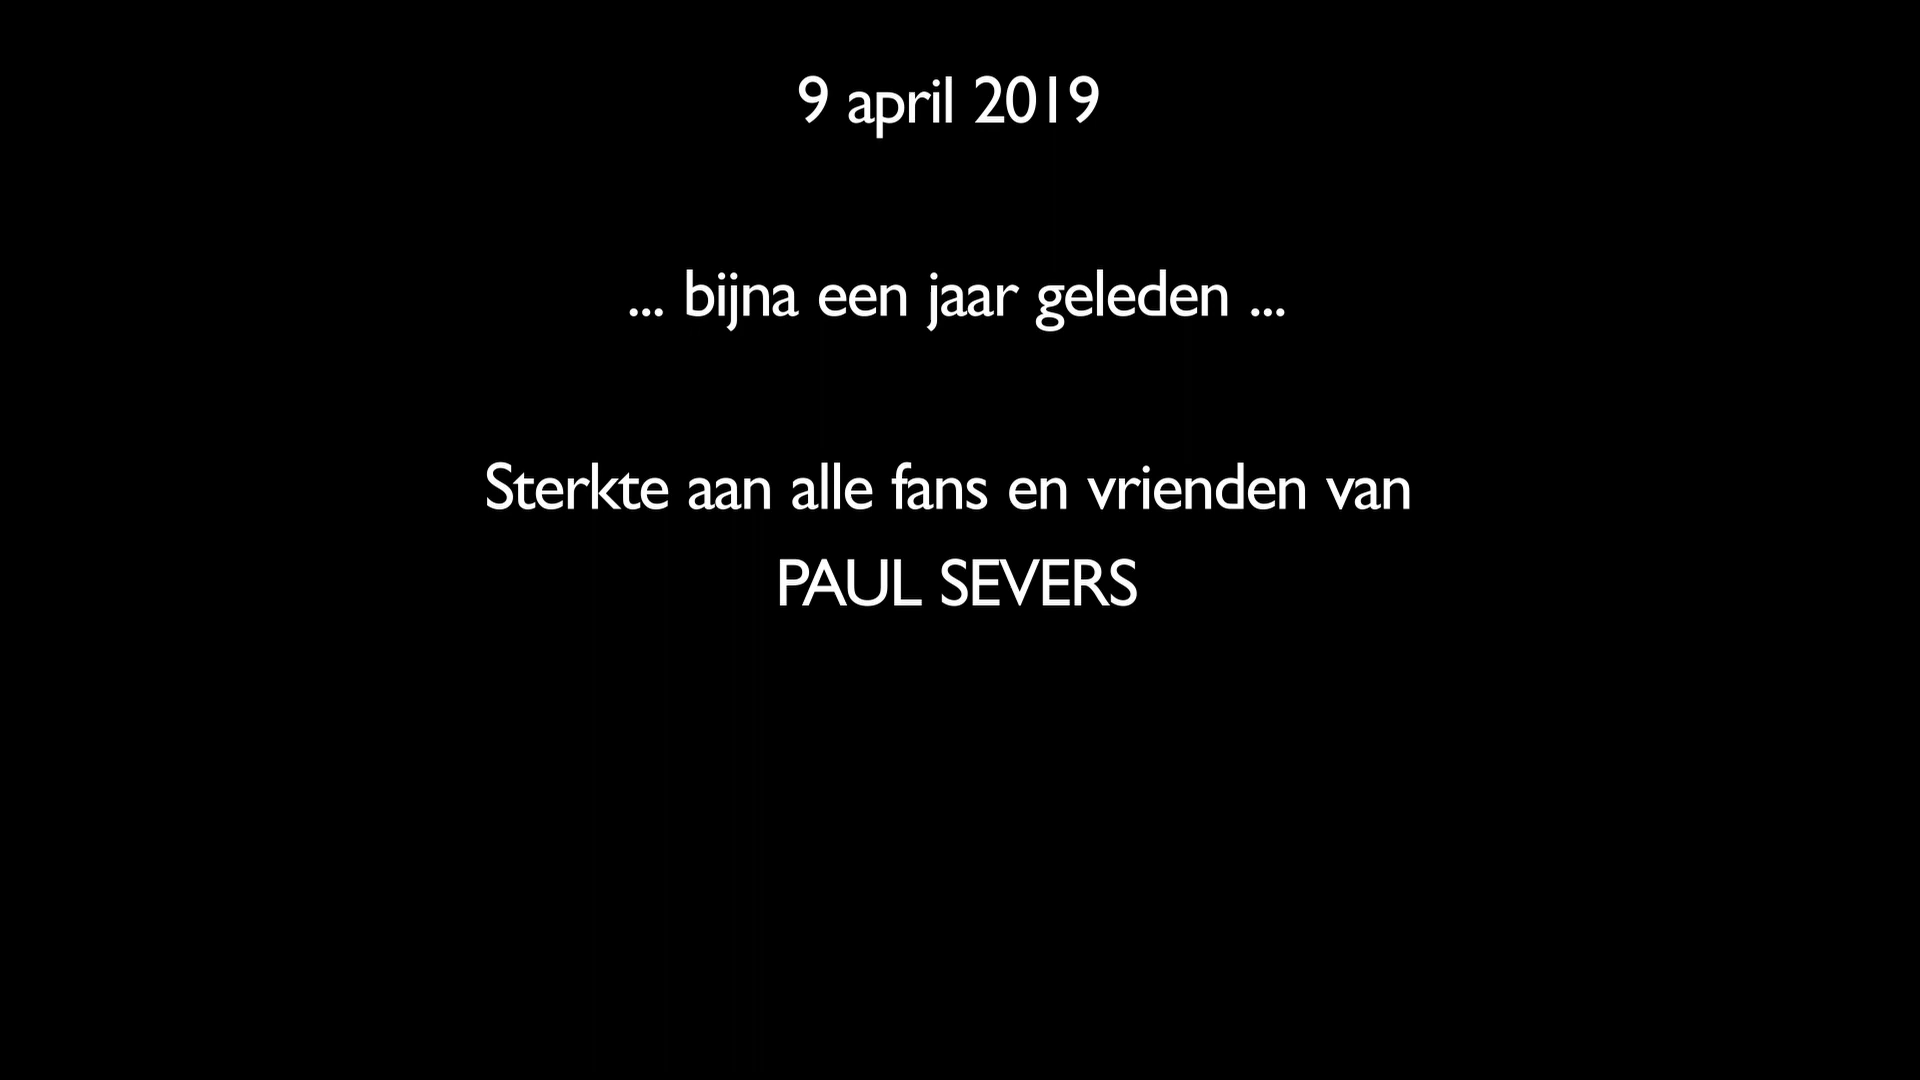 9 april 2019
... bijna een jaar geleden ...
Sterkte aan alle fans en vrienden van
PAUL SEVERS